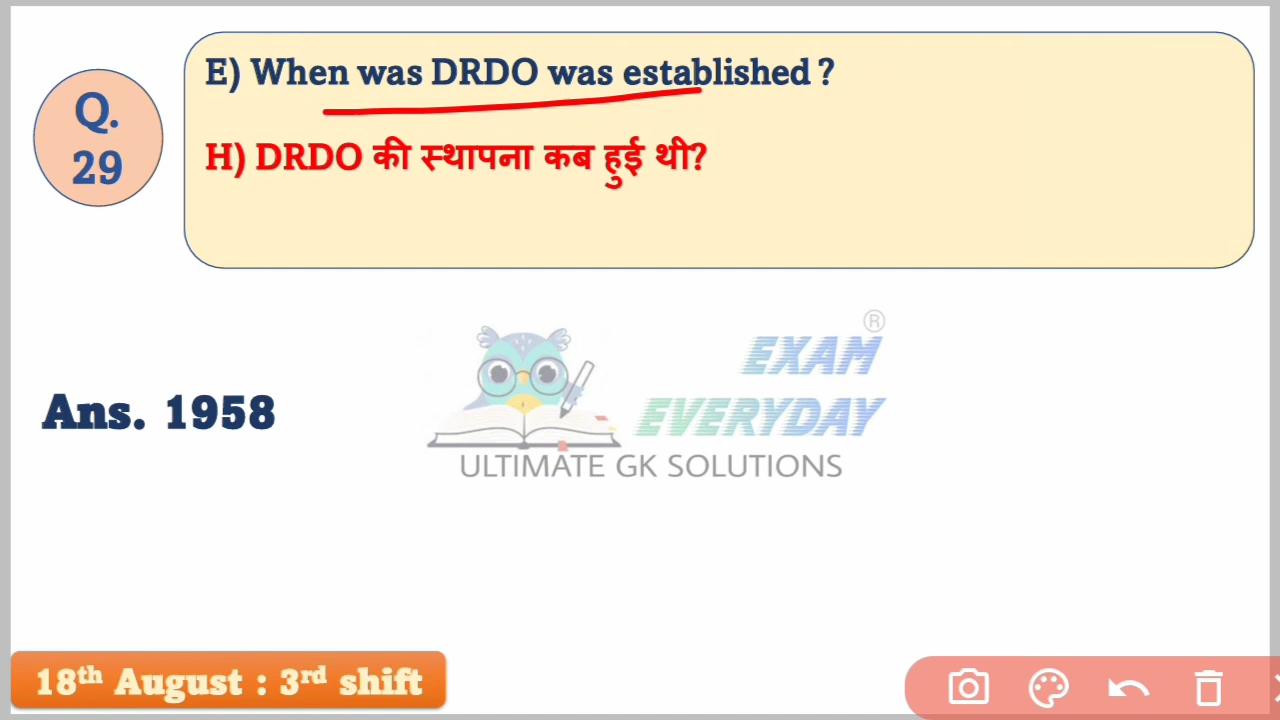 Q.
29
E) When was DRDO was established ?
H) DRDO की स्थापना कब हुई थी?
Ans. 1958
®
EXAM
EVERYDAY
ULTIMATE GK SOLUTIONS
18th August : 3rd shift